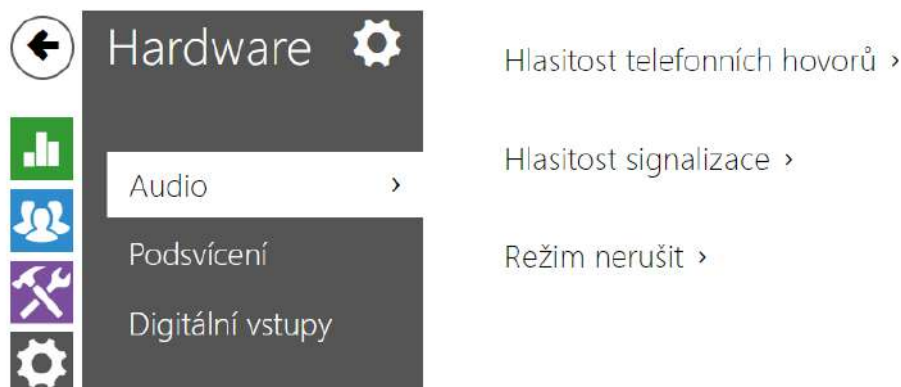 Hardware
Audio
Podsvícení
Digitální vstupy
Hlasitost telefonních hovorů
Hlasitost signalizace
Režim nerušit